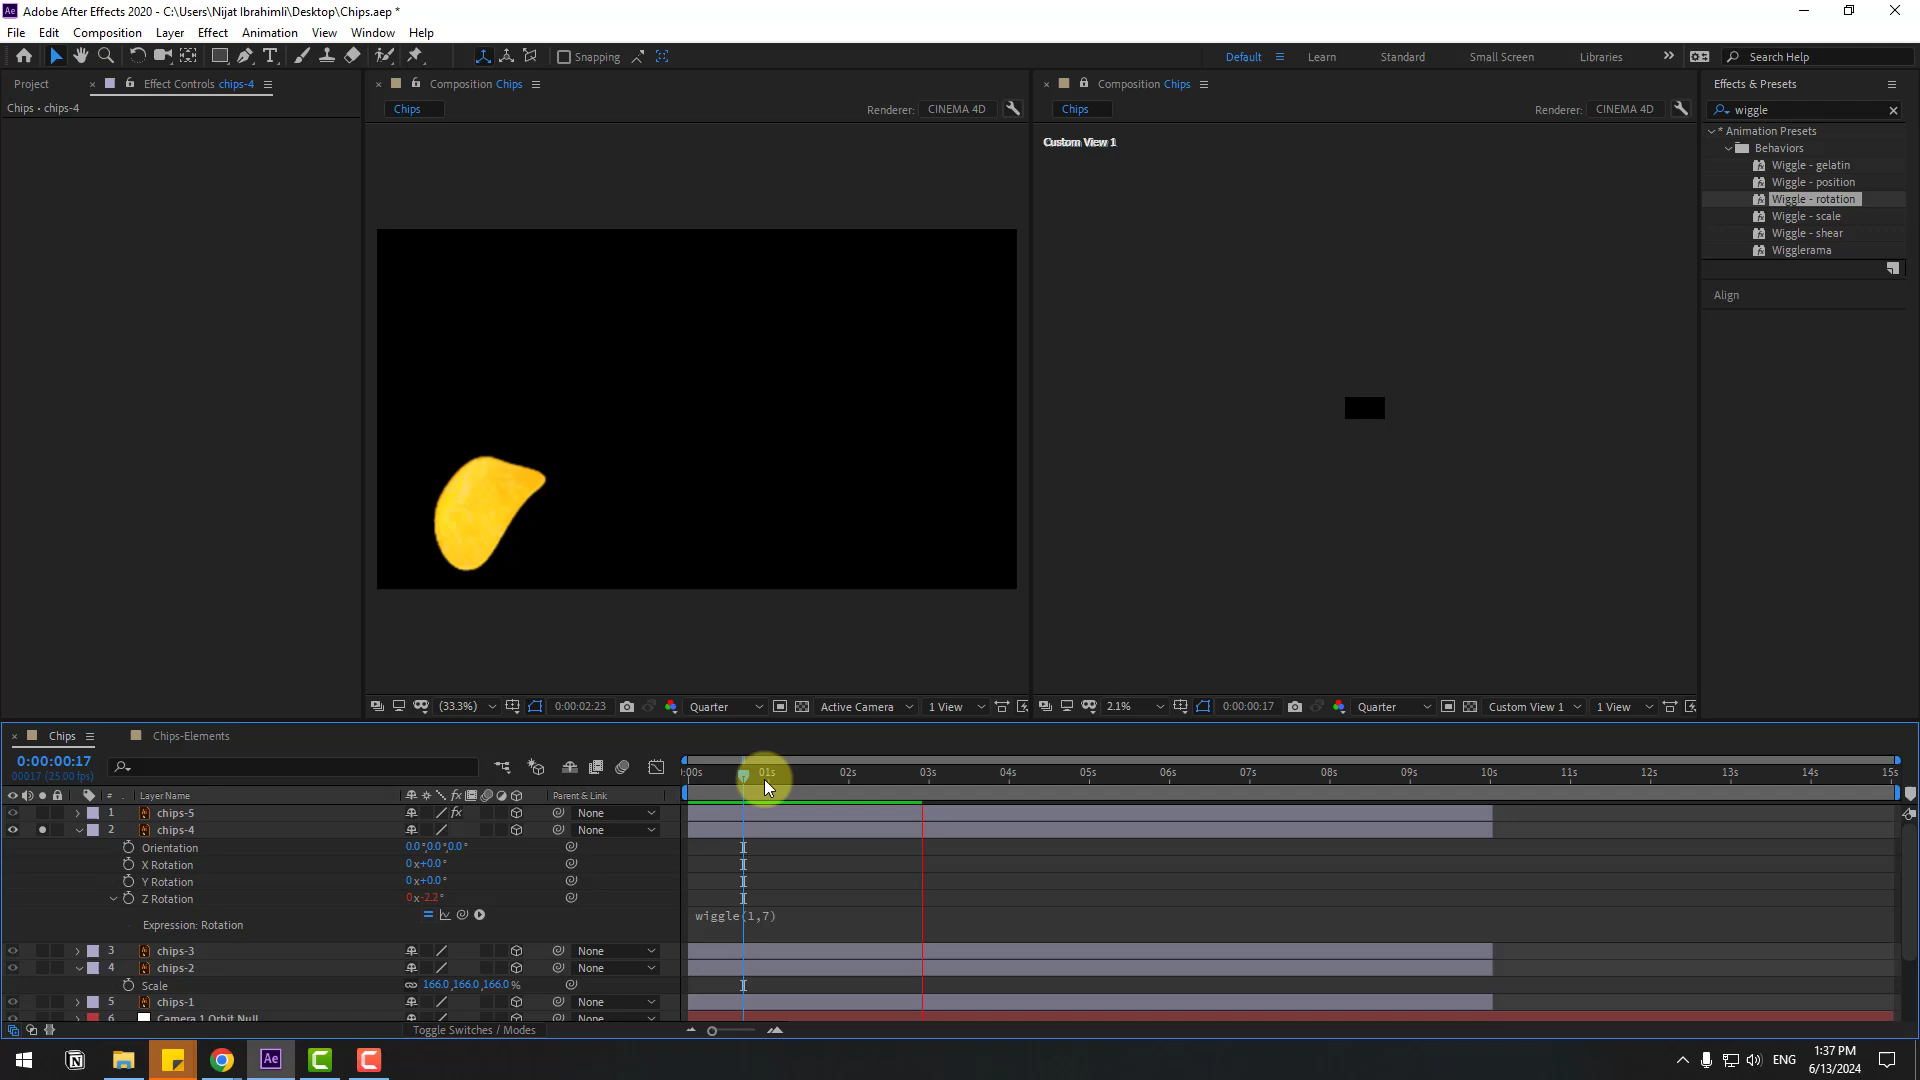 Adobe After Effects 2020 - C:\Users\Nijat Ibrahimli\Desktop\Chips.aep *
File Edit Composition Layer Effect Animation View Window Help
Snapping Default Learn Standard Small Screen Libraries Search Help
Project Effect Controls chips-4 Composition Chips Composition Chips Effects & Presets
Chips • chips-4 Chips Renderer: CINEMA 4D Chips Renderer: CINEMA 4D wiggle
* Animation Presets
Custom View 1 Behaviors
Wiggle - gelatin
Wiggle - position
Wiggle - rotation
Wiggle - scale
Wiggle - shear
Wigglerama
Align
(33.3%) 0:00:02:23 Quarter Active Camera 1 View 2.1% 0:00:00:17 Quarter Custom View 1 1 View
Chips Chips-Elements
0:00:00:17
00017 (25.00 fps) :00s 01s 02s 03s 04s 05s 06s 07s 08s 09s 10s 11s 12s 13s 14s 15s
# Layer Name Parent & Link
1 chips-5 None
2 chips-4 None
Orientation 0.0°,0.0°,0.0°
X Rotation 0x+0.0°
Y Rotation 0x+0.0°
Z Rotation 0x-2.2°
Expression: Rotation wiggle(1,7)
3 chips-3 None
4 chips-2 None
Scale 166.0,166.0,166.0%
5 chips-1 None
Camera 1 Orbit Null None
Toggle Switches / Modes
ENG 1:37 PM
6/13/2024